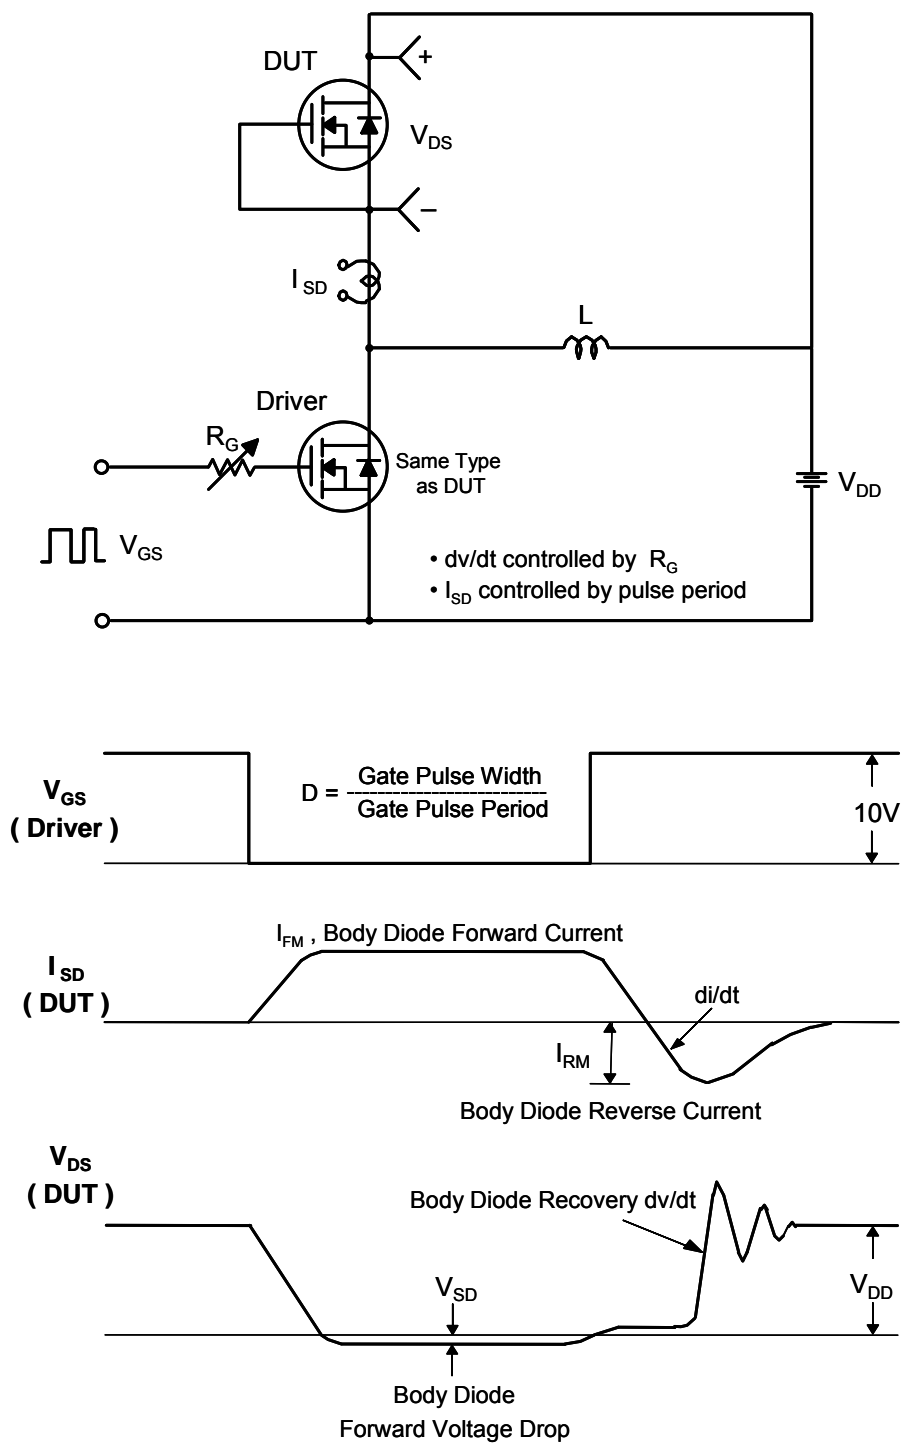 DUT
+
V_DS
−
I_SD
L
Driver
R_G
Same Type
as DUT
V_DD
V_GS
• dv/dt controlled by R_G
• I_SD controlled by pulse period
V_GS
( Driver )
D = Gate Pulse Width
--------------------------
Gate Pulse Period
10V
I_FM , Body Diode Forward Current
I_SD
( DUT )
di/dt
I_RM
Body Diode Reverse Current
V_DS
( DUT )
Body Diode Recovery dv/dt
V_SD
V_DD
Body Diode
Forward Voltage Drop